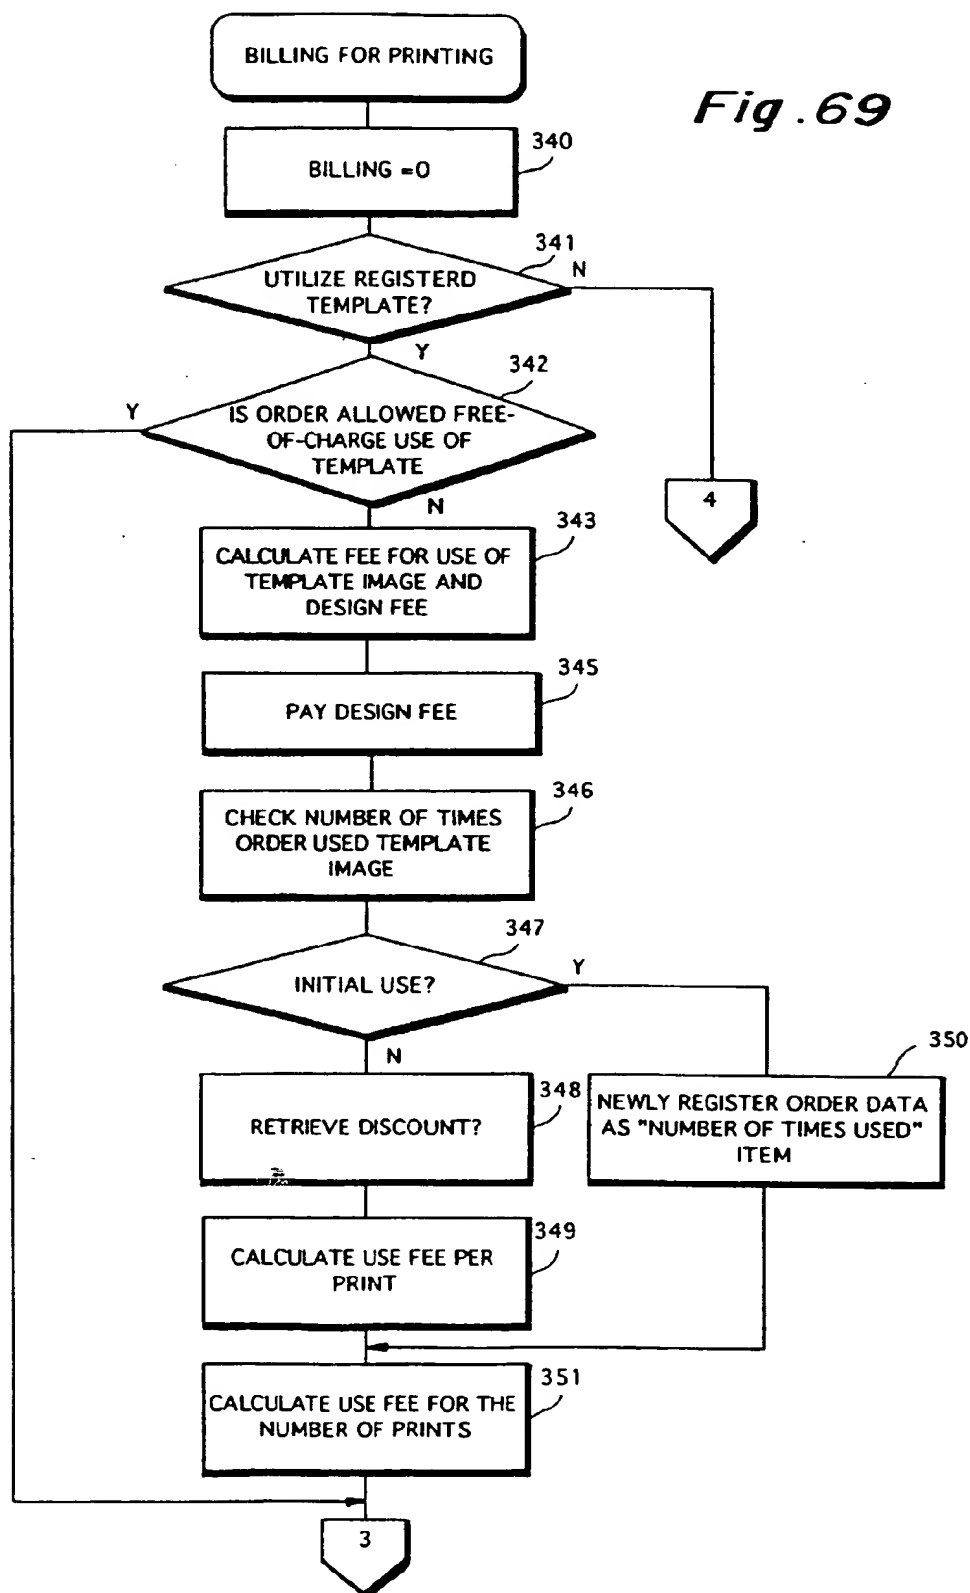 BILLING FOR PRINTING
Fig.69
340
BILLING =0
341
UTILIZE REGISTERD
TEMPLATE?
N
Y
342
Y
IS ORDER ALLOWED FREE-
OF-CHARGE USE OF
TEMPLATE
4
N
343
CALCULATE FEE FOR USE OF
TEMPLATE IMAGE AND
DESIGN FEE
345
PAY DESIGN FEE
346
CHECK NUMBER OF TIMES
ORDER USED TEMPLATE
IMAGE
347
INITIAL USE?
Y
N
350
348
RETRIEVE DISCOUNT?
NEWLY REGISTER ORDER DATA
AS "NUMBER OF TIMES USED"
ITEM
349
CALCULATE USE FEE PER
PRINT
351
CALCULATE USE FEE FOR THE
NUMBER OF PRINTS
3